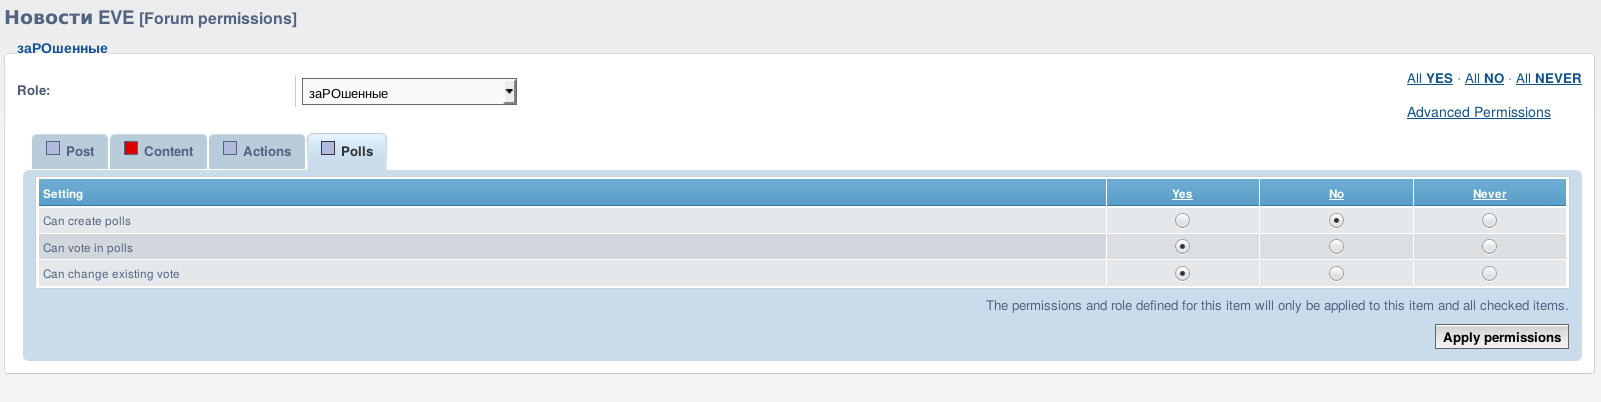 Новости EVE [Forum permissions]
заРОшенные
Role:
заРОшенные
All YES · All NO · All NEVER
Advanced Permissions
Post Content Actions Polls
Setting Yes No Never
Can create polls
Can vote in polls
Can change existing vote
The permissions and role defined for this item will only be applied to this item and all checked items.
Apply permissions